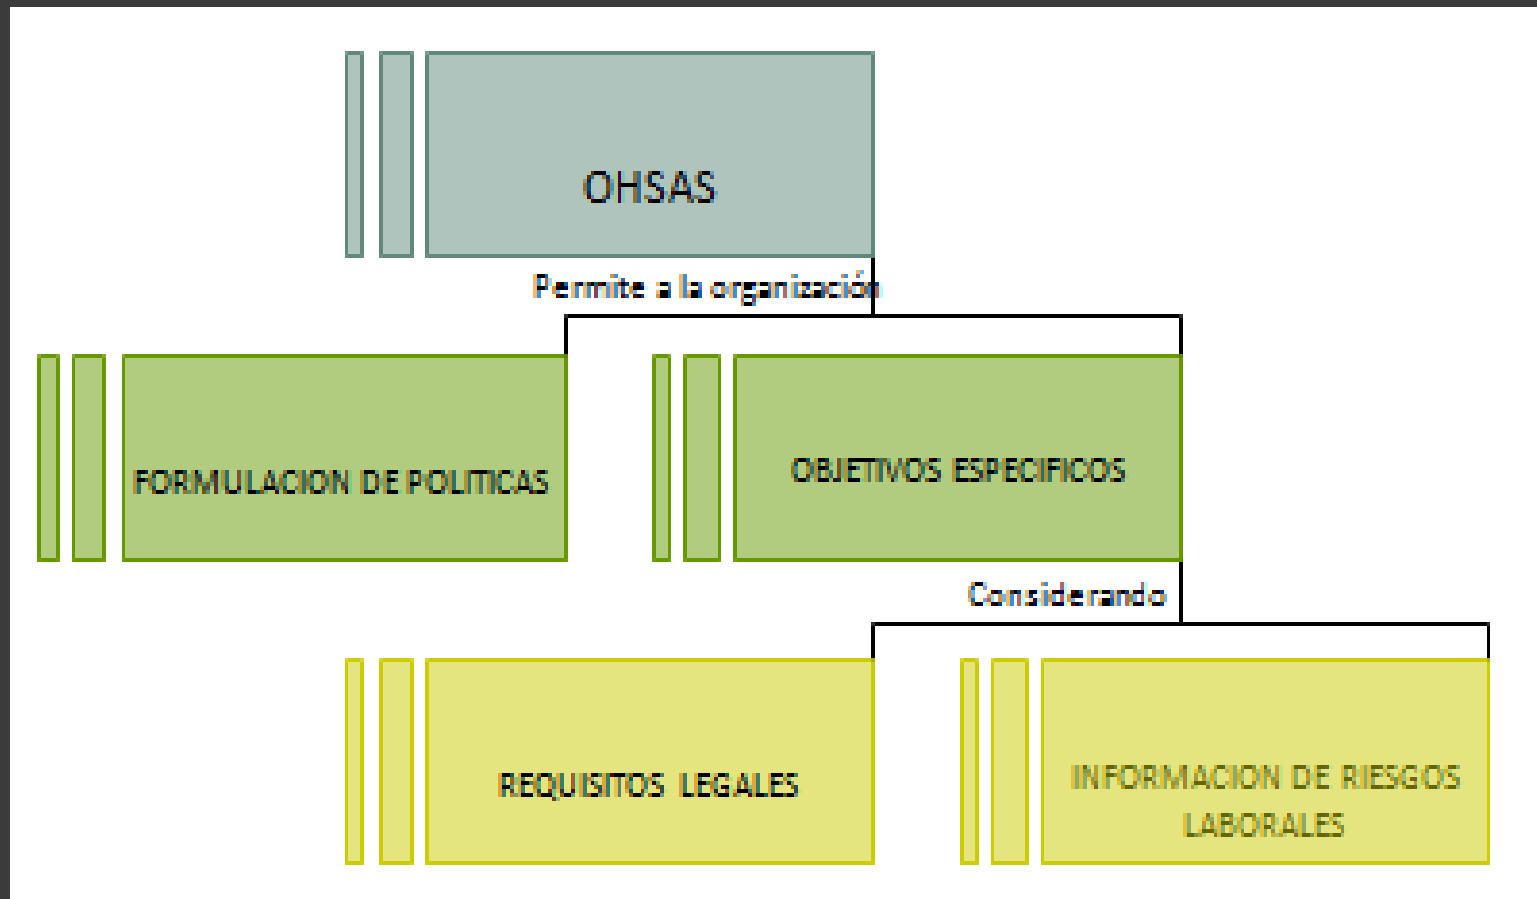 OHSAS
Permite a la organización
FORMULACION DE POLITICAS
OBJETIVOS ESPECIFICOS
Considerando
REQUISITOS LEGALES
INFORMACION DE RIESGOS
LABORALES